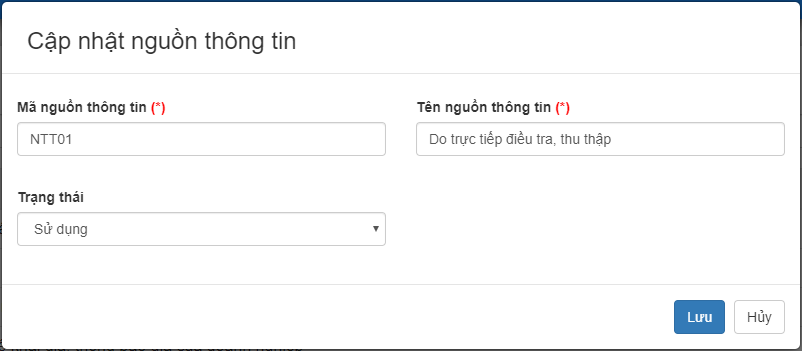 Cập nhật nguồn thông tin
Mã nguồn thông tin (*)
Tên nguồn thông tin (*)
NTT01
Do trực tiếp điều tra, thu thập
Trạng thái
Sử dụng
Lưu
Hủy